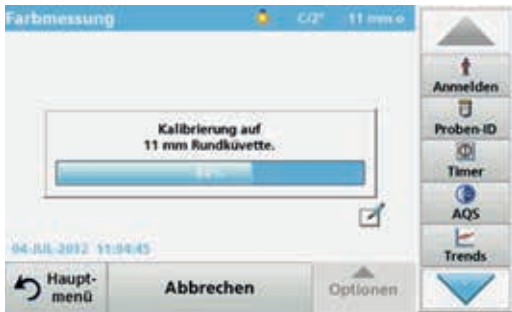 Farbmessung C/2° 11 mm o
Anmelden
Kalibrierung auf
11 mm Rundküvette.
Proben-ID
Timer
AQS
04-JUL-2012 11:04:45
Trends
Haupt-
menü
Abbrechen
Optionen